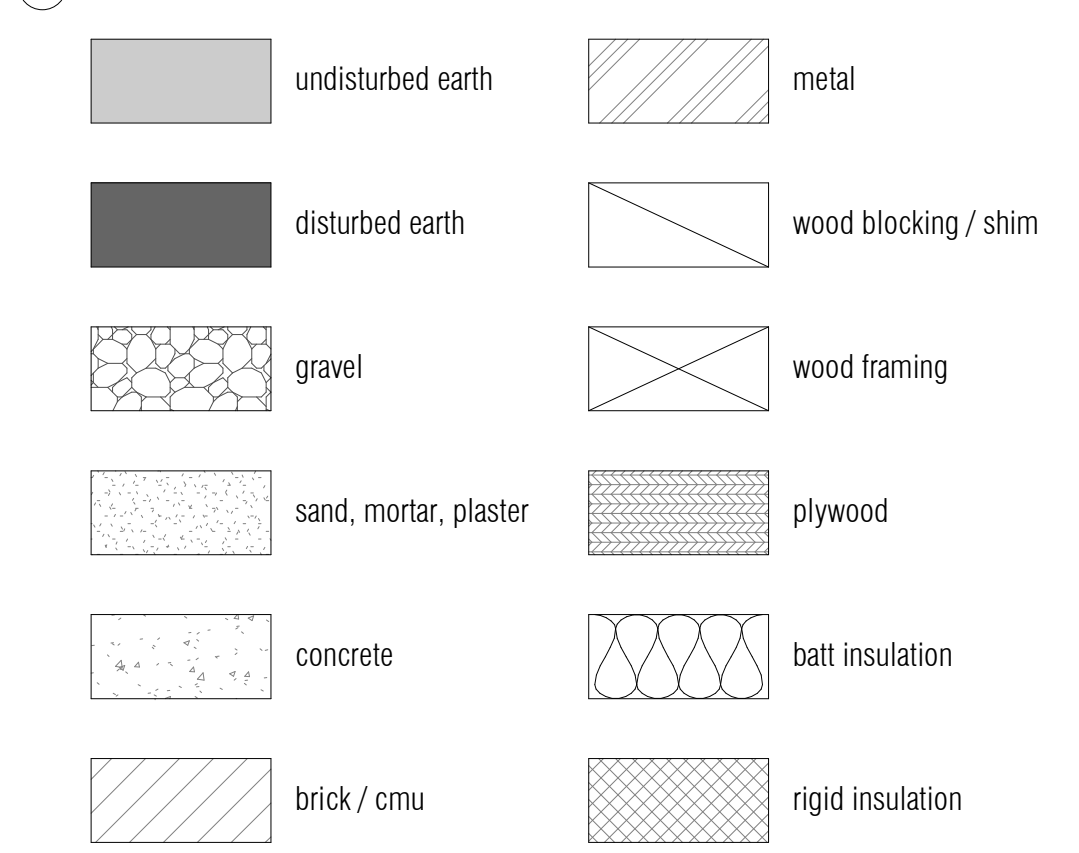 undisturbed earth
disturbed earth
gravel
sand, mortar, plaster
concrete
brick / cmu
metal
wood blocking / shim
wood framing
plywood
batt insulation
rigid insulation